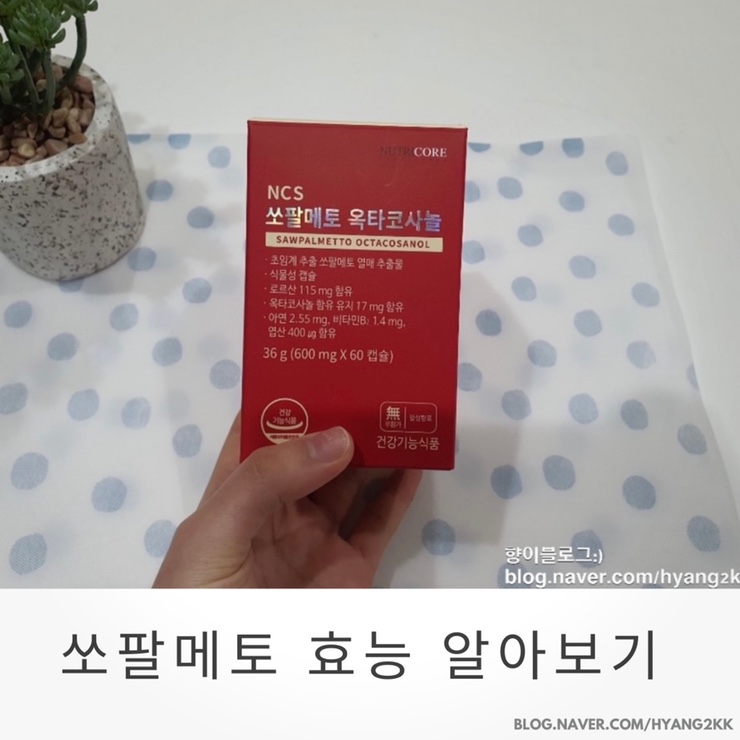 NUTRICORE
NCS
쏘팔메토 옥타코사놀
SAWPALMETTO OCTACOSANOL
· 초임계 추출 쏘팔메토 열매 추출물
· 식물성 캡슐
· 로르산 115 mg 함유
· 옥타코사놀 함유 유지 17 mg 함유
· 아연 2.55 mg, 비타민B₂ 1.4 mg,
엽산 400 μg 함유
36 g (600 mg X 60 캡슐)
건강
기능식품
無
무첨가
건강기능식품
향이블로그:)
blog.naver.com/hyang2k
쏘팔메토 효능 알아보기
BLOG.NAVER.COM/HYANG2KK